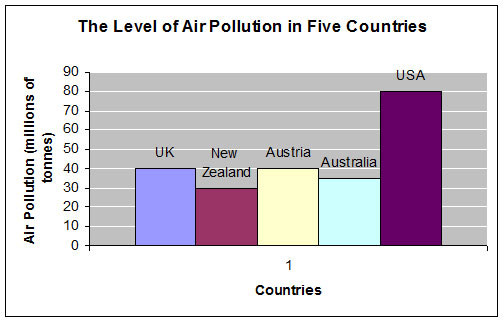 The Level of Air Pollution in Five Countries
Air Pollution (millions of
tonnes)
90
80
70
60
50
40
30
20
10
0
UK
New
Zealand
Austria
Australia
USA
1
Countries